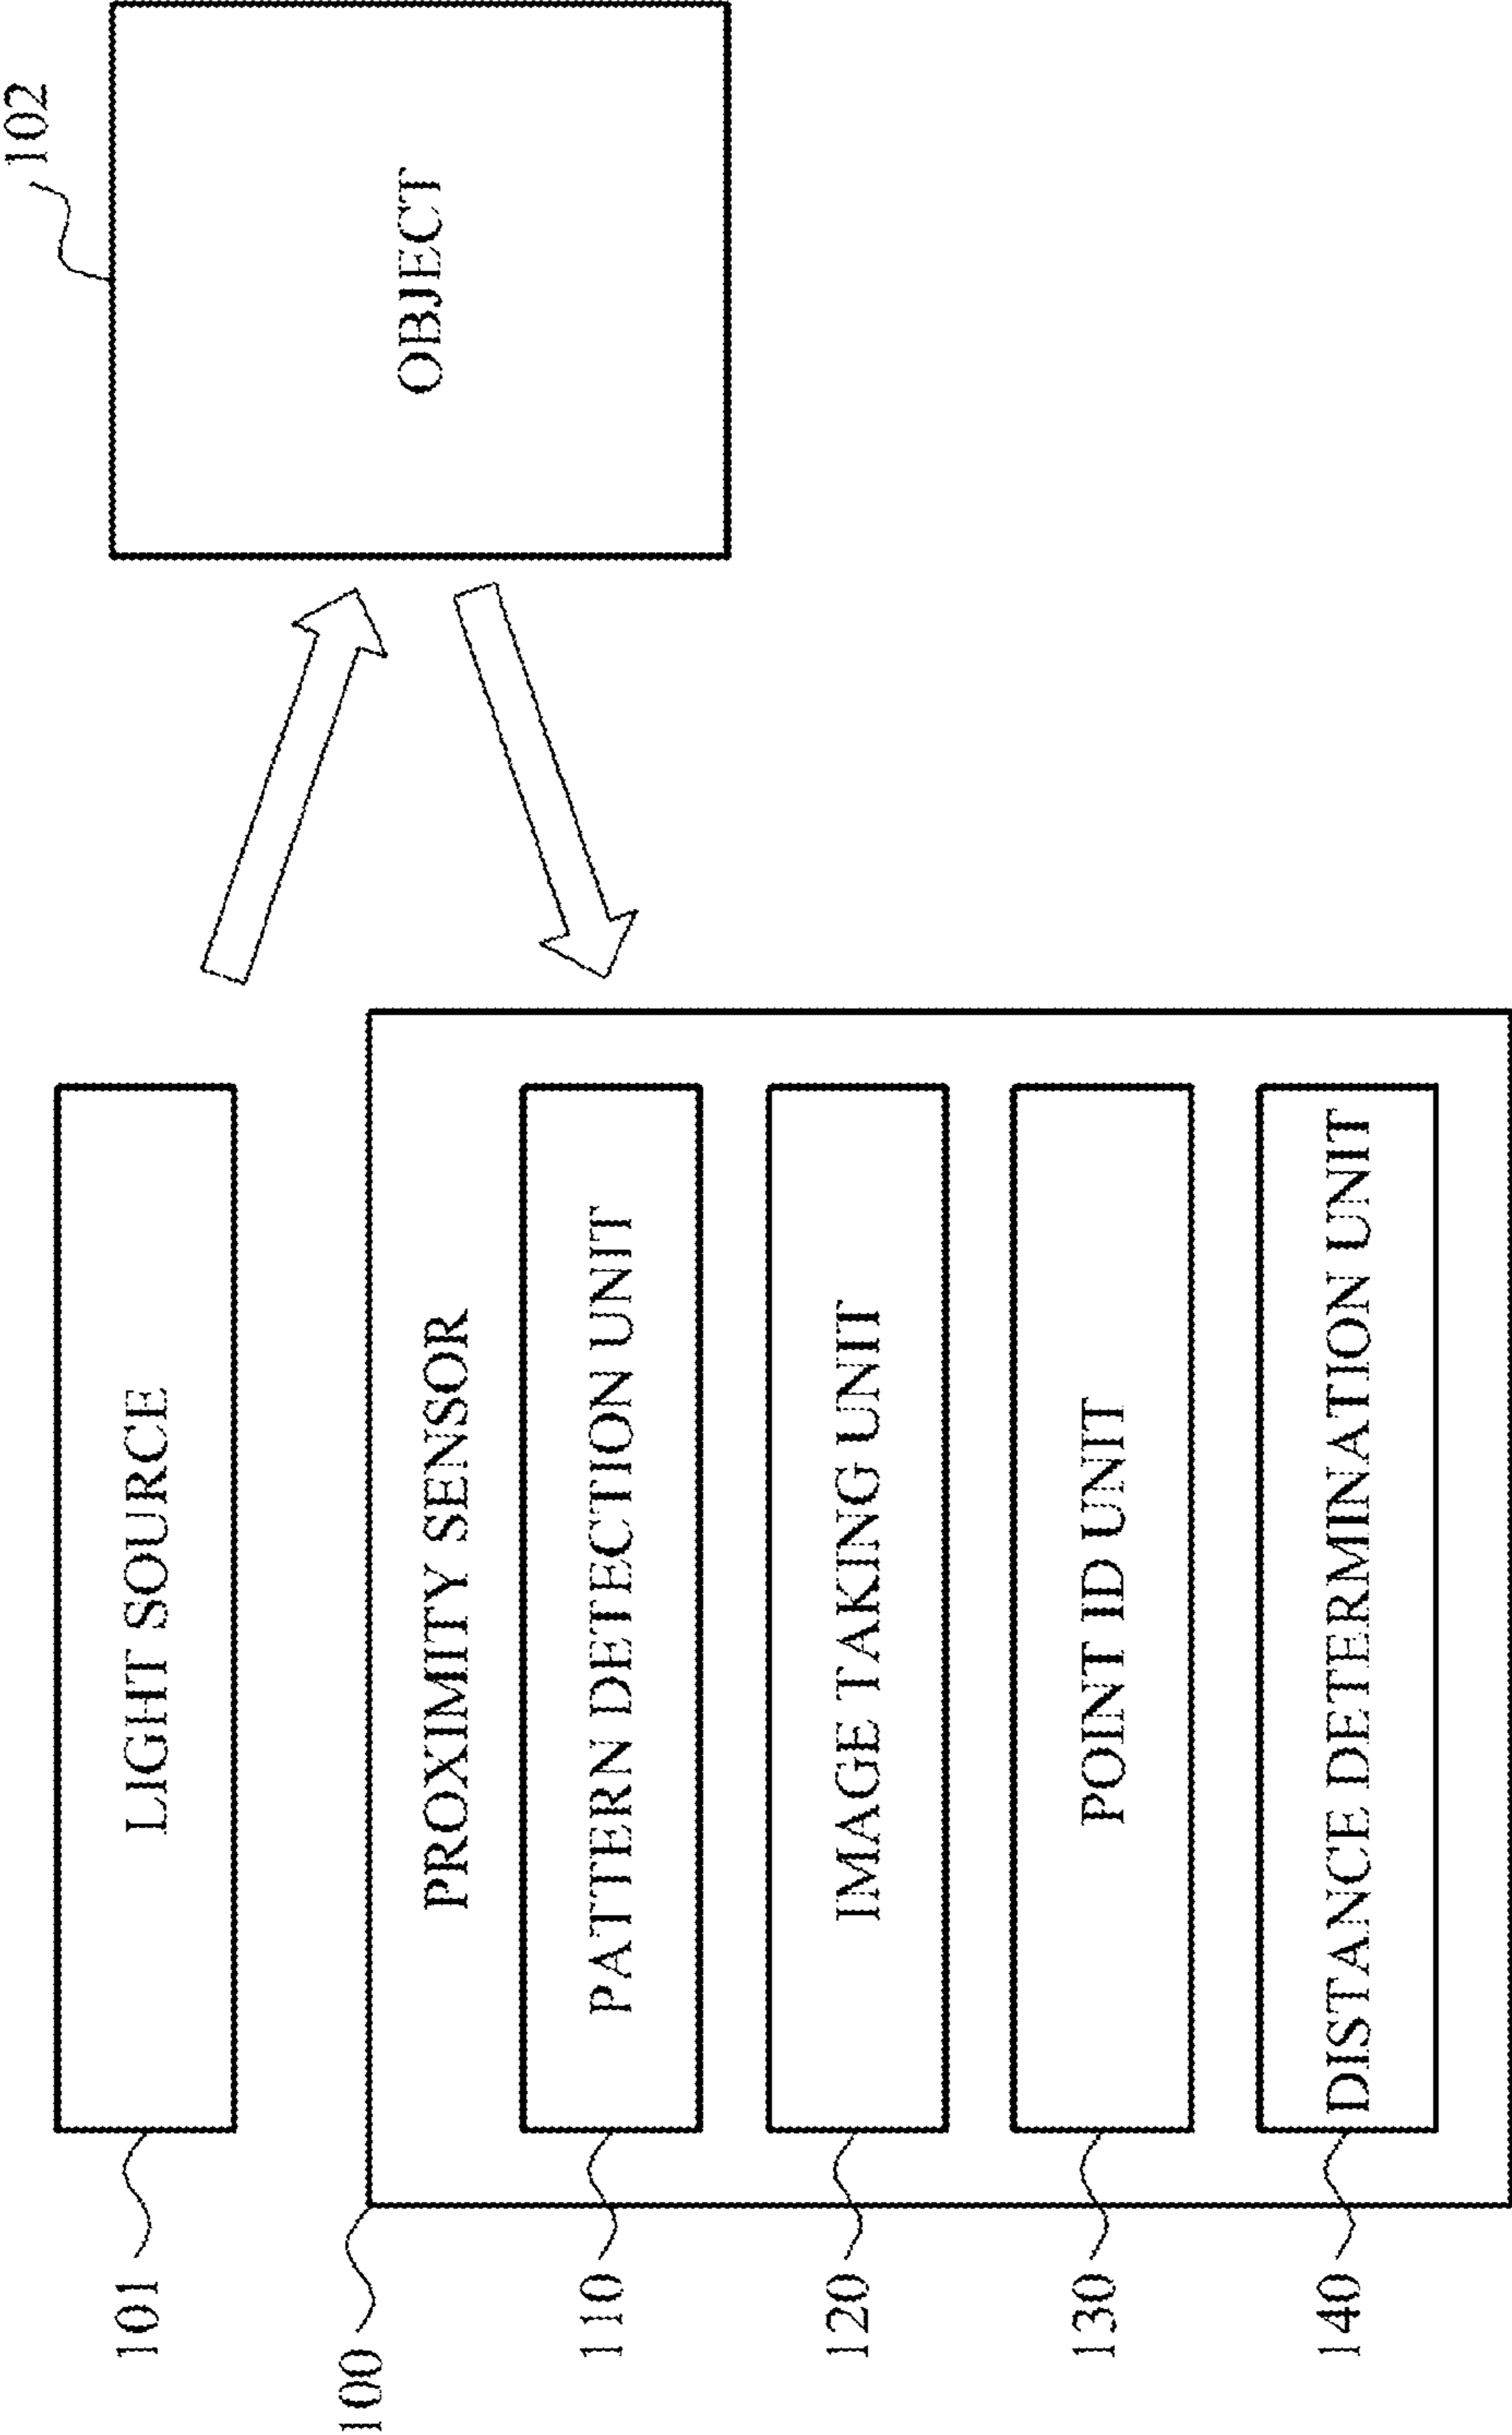 101
LIGHT SOURCE
102
OBJECT
100
PROXIMITY SENSOR
110
PATTERN DETECTION UNIT
120
IMAGE TAKING UNIT
130
POINT ID UNIT
140
DISTANCE DETERMINATION UNIT